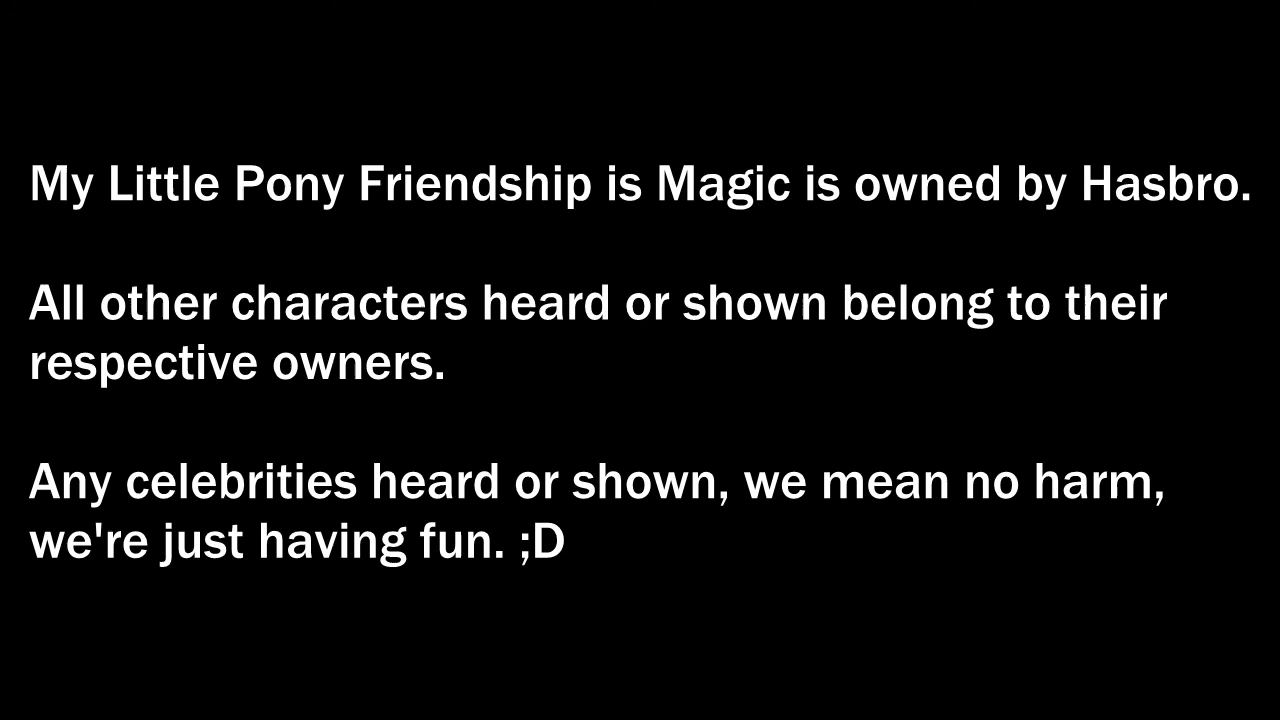 My Little Pony Friendship is Magic is owned by Hasbro.
All other characters heard or shown belong to their
respective owners.
Any celebrities heard or shown, we mean no harm,
we're just having fun. ;D